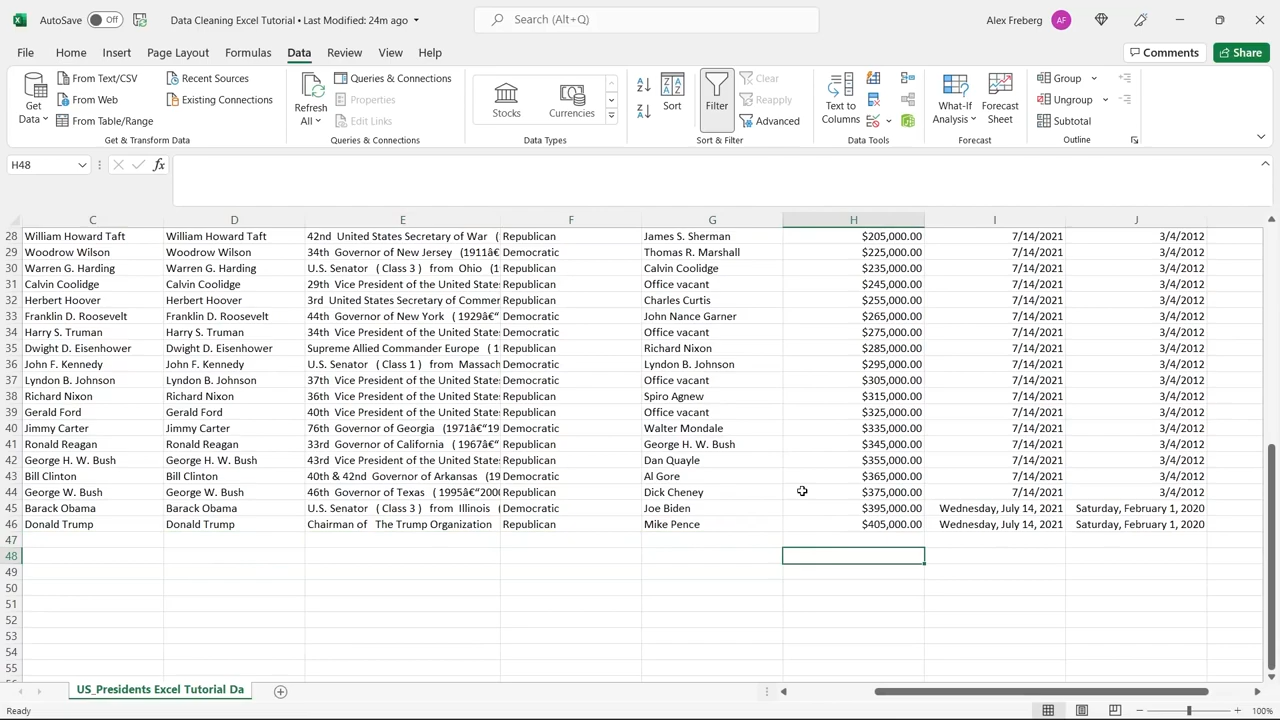 AutoSave Off Data Cleaning Excel Tutorial • Last Modified: 24m ago Search (Alt+Q) Alex Freberg AF
File Home Insert Page Layout Formulas Data Review View Help Comments Share
Get Data From Text/CSV From Web From Table/Range Recent Sources Existing Connections
Get & Transform Data
Refresh All Queries & Connections Properties Edit Links
Queries & Connections
Stocks Currencies
Data Types
Sort Filter Clear Reapply Advanced
Sort & Filter
Text to Columns
Data Tools
What-If Analysis Forecast Sheet
Forecast
Group Ungroup Subtotal
Outline
H48 fx
C D E F G H I J
28 William Howard Taft William Howard Taft 42nd United States Secretary of War ( Republican James S. Sherman $205,000.00 7/14/2021 3/4/2012
29 Woodrow Wilson Woodrow Wilson 34th Governor of New Jersey (1911â€ Democratic Thomas R. Marshall $225,000.00 7/14/2021 3/4/2012
30 Warren G. Harding Warren G. Harding U.S. Senator ( Class 3 ) from Ohio (1 Republican Calvin Coolidge $235,000.00 7/14/2021 3/4/2012
31 Calvin Coolidge Calvin Coolidge 29th Vice President of the United States Republican Office vacant $245,000.00 7/14/2021 3/4/2012
32 Herbert Hoover Herbert Hoover 3rd United States Secretary of Commer Republican Charles Curtis $255,000.00 7/14/2021 3/4/2012
33 Franklin D. Roosevelt Franklin D. Roosevelt 44th Governor of New York (1929â€“ Democratic John Nance Garner $265,000.00 7/14/2021 3/4/2012
34 Harry S. Truman Harry S. Truman 34th Vice President of the United States Democratic Office vacant $275,000.00 7/14/2021 3/4/2012
35 Dwight D. Eisenhower Dwight D. Eisenhower Supreme Allied Commander Europe ( 1 Republican Richard Nixon $285,000.00 7/14/2021 3/4/2012
36 John F. Kennedy John F. Kennedy U.S. Senator ( Class 1 ) from Massach Democratic Lyndon B. Johnson $295,000.00 7/14/2021 3/4/2012
37 Lyndon B. Johnson Lyndon B. Johnson 37th Vice President of the United States Democratic Office vacant $305,000.00 7/14/2021 3/4/2012
38 Richard Nixon Richard Nixon 36th Vice President of the United States Republican Spiro Agnew $315,000.00 7/14/2021 3/4/2012
39 Gerald Ford Gerald Ford 40th Vice President of the United States Republican Office vacant $325,000.00 7/14/2021 3/4/2012
40 Jimmy Carter Jimmy Carter 76th Governor of Georgia (1971â€“19 Democratic Walter Mondale $335,000.00 7/14/2021 3/4/2012
41 Ronald Reagan Ronald Reagan 33rd Governor of California ( 1967â€“ Republican George H. W. Bush $345,000.00 7/14/2021 3/4/2012
42 George H. W. Bush George H. W. Bush 43rd Vice President of the United States Republican Dan Quayle $355,000.00 7/14/2021 3/4/2012
43 Bill Clinton Bill Clinton 40th & 42nd Governor of Arkansas (19 Democratic Al Gore $365,000.00 7/14/2021 3/4/2012
44 George W. Bush George W. Bush 46th Governor of Texas ( 1995â€“200 Republican Dick Cheney $375,000.00 7/14/2021 3/4/2012
45 Barack Obama Barack Obama U.S. Senator ( Class 3 ) from Illinois ( Democratic Joe Biden $395,000.00 Wednesday, July 14, 2021 Saturday, February 1, 2020
46 Donald Trump Donald Trump Chairman of The Trump Organization Republican Mike Pence $405,000.00 Wednesday, July 14, 2021 Saturday, February 1, 2020
47
48
49
50
51
52
53
54
55
US_Presidents Excel Tutorial Da
Ready 100%